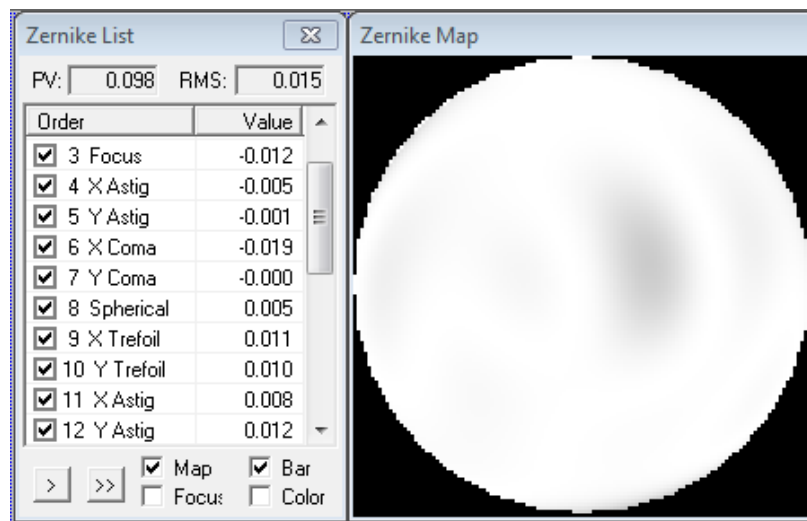 Zernike List
PV: 0.098 RMS: 0.015
Order Value
3 Focus -0.012
4 X Astig -0.005
5 Y Astig -0.001
6 X Coma -0.019
7 Y Coma -0.000
8 Spherical 0.005
9 X Trefoil 0.011
10 Y Trefoil 0.010
11 X Astig 0.008
12 Y Astig 0.012
> >> Map Bar
Focus Color
Zernike Map